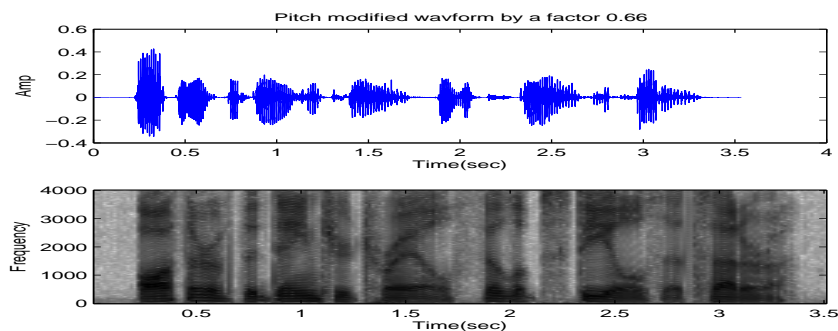 Pitch modified wavform by a factor 0.66
0.6
0.4
0.2
0
−0.2
−0.4
Amp
0 0.5 1 1.5 2 2.5 3 3.5 4
Time(sec)
4000
3000
2000
1000
0
Frequency
0.5 1 1.5 2 2.5 3 3.5
Time(sec)